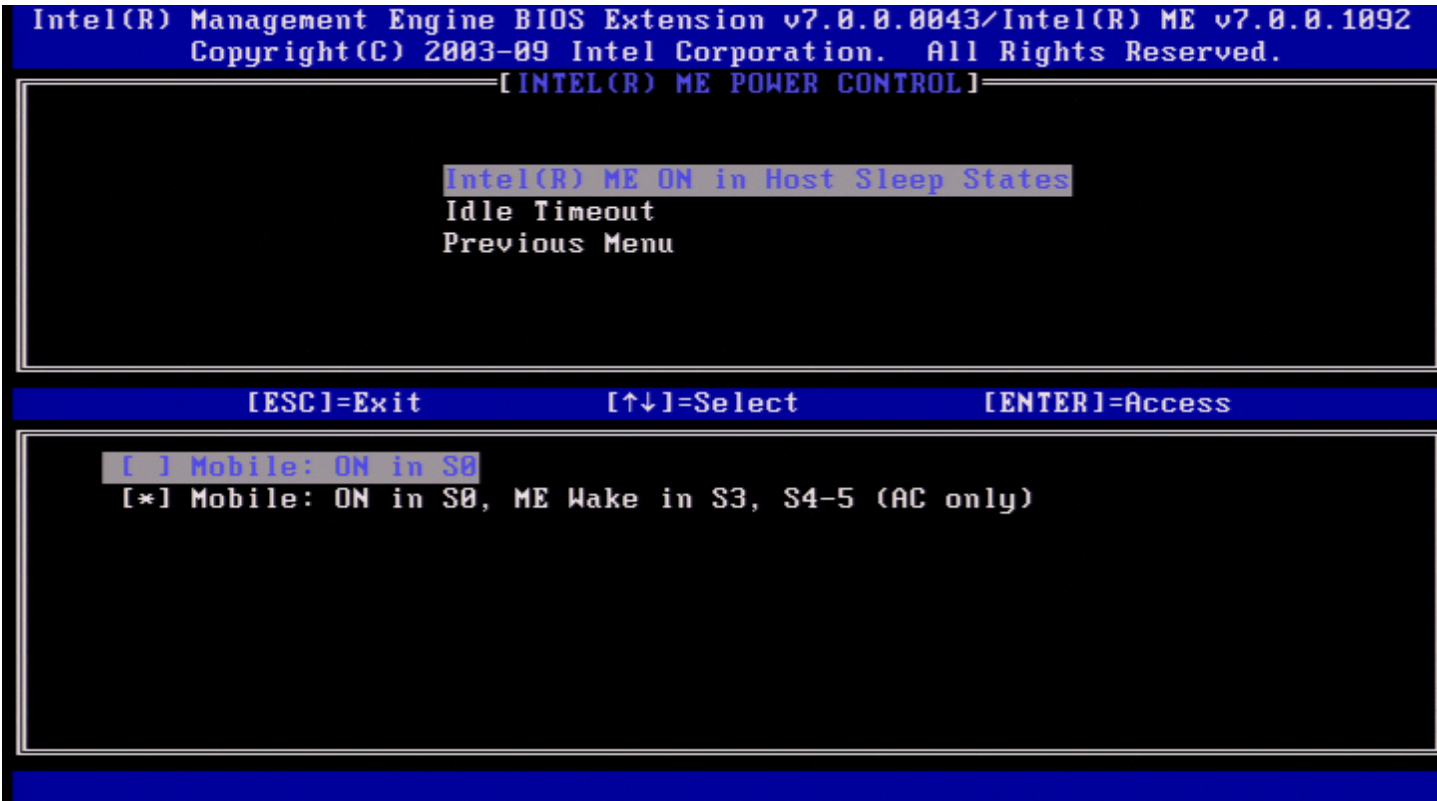 Intel(R) Management Engine BIOS Extension v7.0.0.0043/Intel(R) ME v7.0.0.1092
Copyright(C) 2003-09 Intel Corporation.  All Rights Reserved.
[INTEL(R) ME POWER CONTROL]
Intel(R) ME ON in Host Sleep States
Idle Timeout
Previous Menu
[ESC]=Exit [↑↓]=Select [ENTER]=Access
[ ] Mobile: ON in S0
[*] Mobile: ON in S0, ME Wake in S3, S4-5 (AC only)